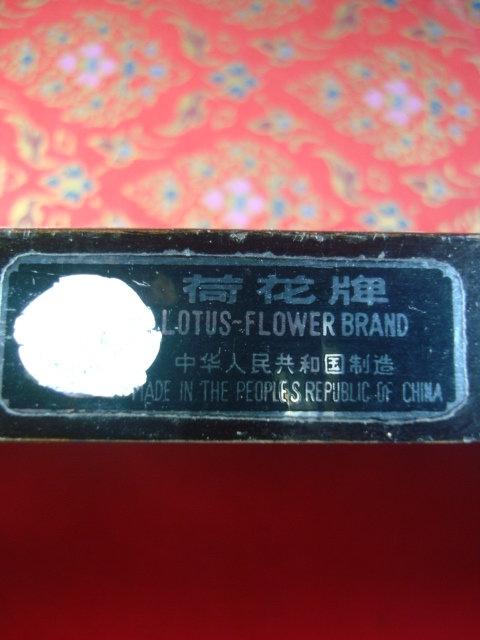 荷花牌
LOTUS-FLOWER BRAND
中华人民共和国制造
MADE IN THE PEOPLE'S REPUBLIC OF CHINA